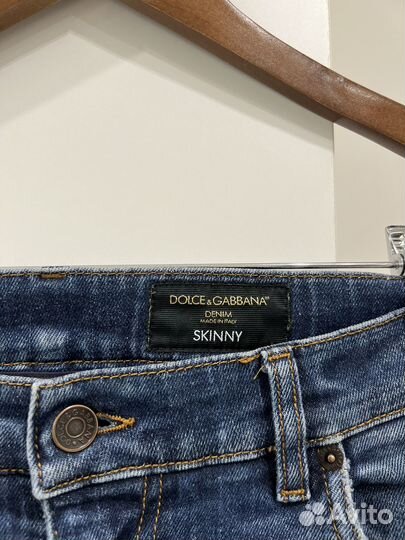 DOLCE & GABBANA
DENIM
MADE IN ITALY
SKINNY
Avito